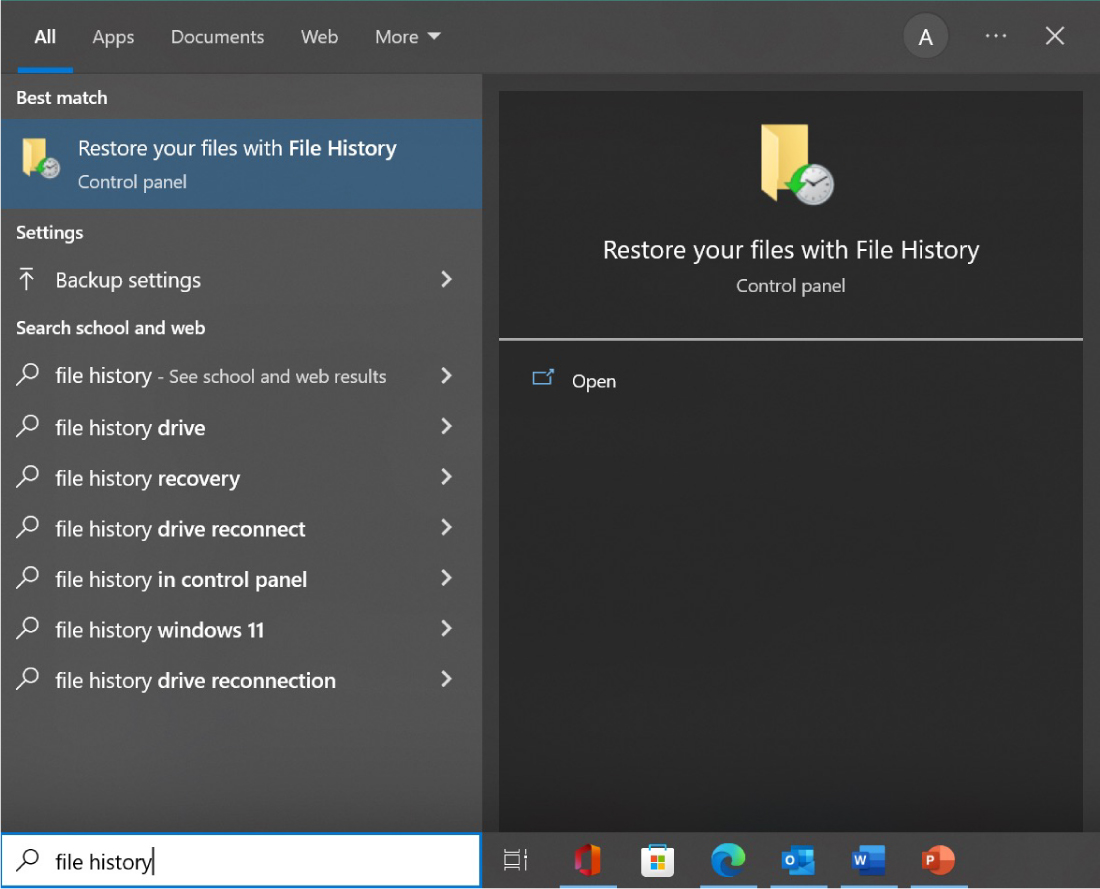 All Apps Documents Web More A ...
Best match
Restore your files with File History
Control panel
Settings
Backup settings
Search school and web
file history - See school and web results
file history drive
file history recovery
file history drive reconnect
file history in control panel
file history windows 11
file history drive reconnection
Restore your files with File History
Control panel
Open
file history
O W P